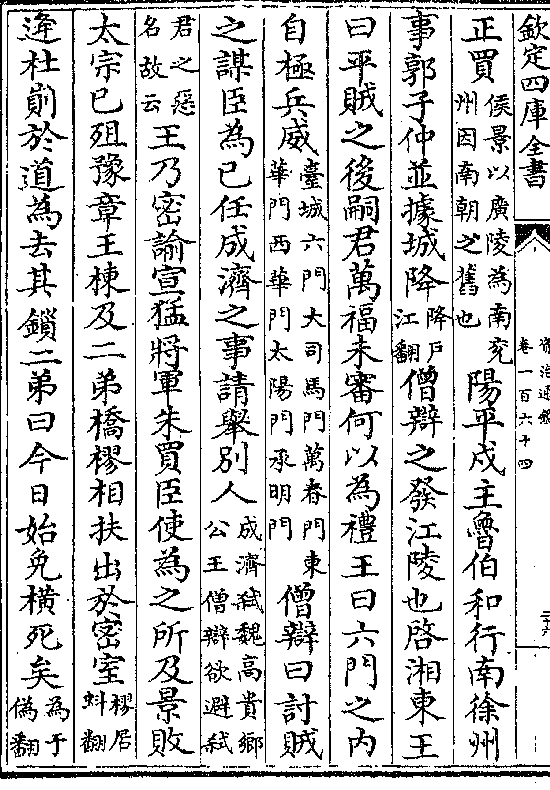 欽定四庫全書
資治通鑑
卷一百六十四
正買侯景以廣陵為南兖州因南朝之舊也陽平戍主魯伯和行南徐州
事郭子仲並據城降降戶江翻僧辯之發江陵也啓湘東王
曰平賊之後嗣君萬福未審何以為禮王曰六門之内
自極兵威臺城六門大司馬門萬春門東華門西華門太陽門承明門僧辯曰討賊
之謀臣為已任成濟之事請舉別人成濟弑魏高貴鄉公王僧辯欲避弑
君之惡名故云王乃密諭宣猛將軍朱買臣使為之所及景敗
太宗已殂豫章王棟及二弟橋樛相扶出於密室樛居蚪翻
逄杜崱於道為去其鎖二弟曰今日始免横死矣為于偽翻